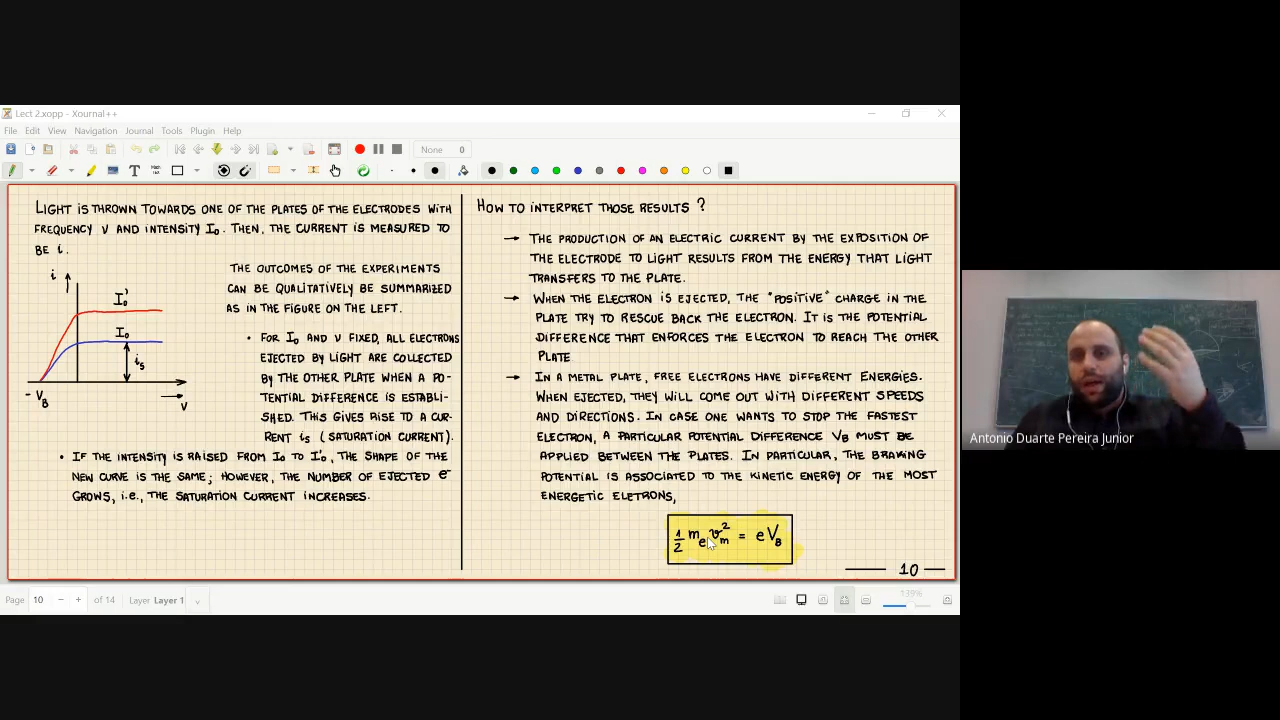 Lect 2.xopp - Xournal++
File Edit View Navigation Journal Tools Plugin Help
None 0
LIGHT IS THROWN TOWARDS ONE OF THE PLATES OF THE ELECTRODES WITH
FREQUENCY ν AND INTENSITY I₀. THEN, THE CURRENT IS MEASURED TO
BE i.
THE OUTCOMES OF THE EXPERIMENTS
CAN BE QUALITATIVELY BE SUMMARIZED
AS IN THE FIGURE ON THE LEFT.
i
I₀'
I₀
iₛ
- V_B
V
• FOR I₀ AND ν FIXED, ALL ELECTRONS
EJECTED BY LIGHT ARE COLLECTED
BY THE OTHER PLATE WHEN A PO-
TENTIAL DIFFERENCE IS ESTABLI-
SHED. THIS GIVES RISE TO A CUR-
RENT iₛ (SATURATION CURRENT).
• IF THE INTENSITY IS RAISED FROM I₀ TO I'₀, THE SHAPE OF THE
NEW CURVE IS THE SAME; HOWEVER, THE NUMBER OF EJECTED e⁻
GROWS, i.e., THE SATURATION CURRENT INCREASES.
HOW TO INTERPRET THOSE RESULTS ?
→ THE PRODUCTION OF AN ELECTRIC CURRENT BY THE EXPOSITION OF
THE ELECTRODE TO LIGHT RESULTS FROM THE ENERGY THAT LIGHT
TRANSFERS TO THE PLATE.
→ WHEN THE ELECTRON IS EJECTED, THE "POSITIVE" CHARGE IN THE
PLATE TRY TO RESCUE BACK THE ELECTRON. IT IS THE POTENTIAL
DIFFERENCE THAT ENFORCES THE ELECTRON TO REACH THE OTHER
PLATE
→ IN A METAL PLATE, FREE ELECTRONS HAVE DIFFERENT ENERGIES.
WHEN EJECTED, THEY WILL COME OUT WITH DIFFERENT SPEEDS
AND DIRECTIONS. IN CASE ONE WANTS TO STOP THE FASTEST
ELECTRON, A PARTICULAR POTENTIAL DIFFERENCE V_B MUST BE
APPLIED BETWEEN THE PLATES. IN PARTICULAR, THE BRAKING
POTENTIAL IS ASSOCIATED TO THE KINETIC ENERGY OF THE MOST
ENERGETIC ELETRONS,
1/2 mₑ v_m² = e V_B
10
Page 10 of 14 Layer Layer 1
139%
Antonio Duarte Pereira Junior